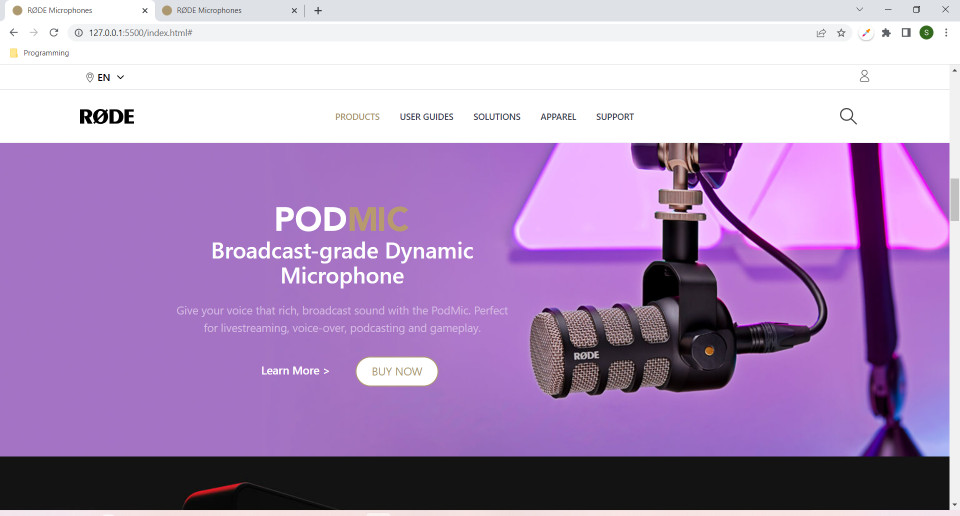 RØDE Microphones
RØDE Microphones
127.0.0.1:5500/index.html#
S
Programming
EN
RØDE
PRODUCTS
USER GUIDES
SOLUTIONS
APPAREL
SUPPORT
PODMIC
Broadcast-grade Dynamic
Microphone
Give your voice that rich, broadcast sound with the PodMic. Perfect
for livestreaming, voice-over, podcasting and gameplay.
Learn More >
BUY NOW
RØDE